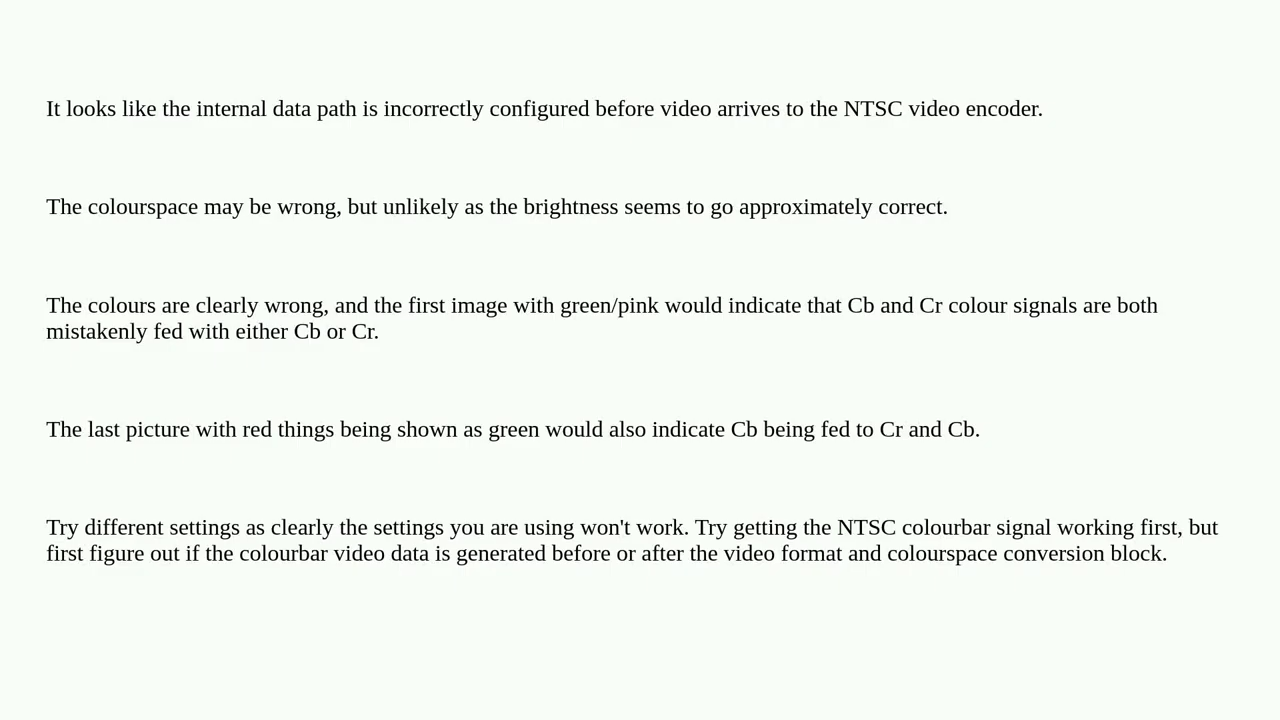 It looks like the internal data path is incorrectly configured before video arrives to the NTSC video encoder.
The colourspace may be wrong, but unlikely as the brightness seems to go approximately correct.
The colours are clearly wrong, and the first image with green/pink would indicate that Cb and Cr colour signals are both
mistakenly fed with either Cb or Cr.
The last picture with red things being shown as green would also indicate Cb being fed to Cr and Cb.
Try different settings as clearly the settings you are using won't work. Try getting the NTSC colourbar signal working first, but
first figure out if the colourbar video data is generated before or after the video format and colourspace conversion block.